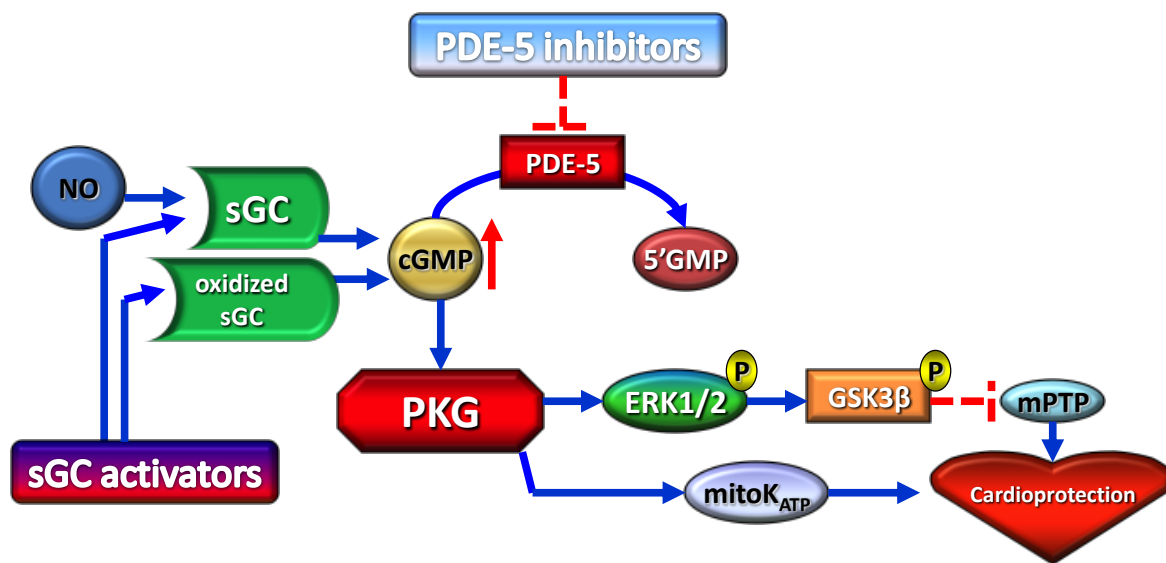 PDE-5 inhibitors
PDE-5
NO
sGC
cGMP
5’GMP
oxidized
sGC
P
P
PKG
ERK1/2
GSK3β
mPTP
sGC activators
mitoKATP
Cardioprotection